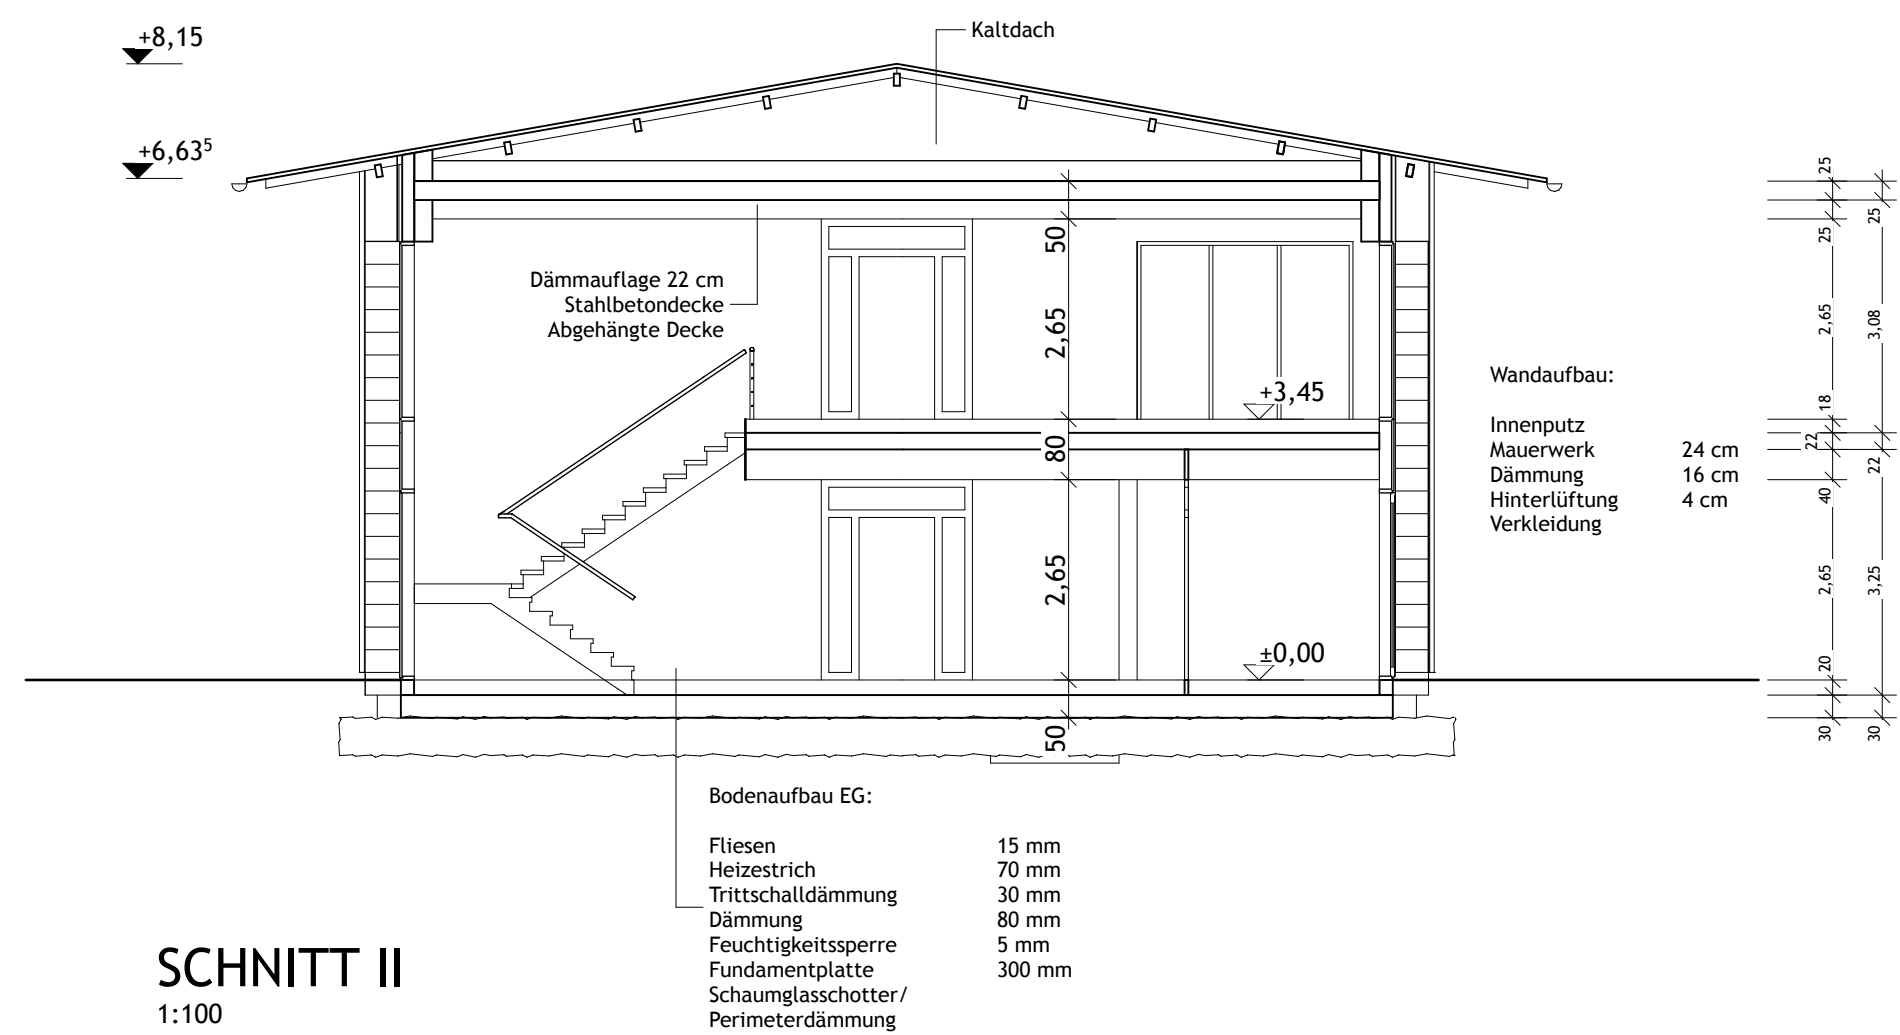 +8,15
Kaltdach
+6,63⁵
25
25
50
25
Dämmauflage 22 cm
Stahlbetondecke
Abgehängte Decke
2,65
2,65
3,08
+3,45
Wandaufbau:
Innenputz
Mauerwerk 24 cm
Dämmung 16 cm
Hinterlüftung 4 cm
Verkleidung
18
80
22
22
40
2,65
2,65
3,25
±0,00
20
50
30
30
Bodenaufbau EG:
Fliesen 15 mm
Heizestrich 70 mm
Trittschalldämmung 30 mm
Dämmung 80 mm
Feuchtigkeitssperre 5 mm
Fundamentplatte 300 mm
Schaumglasschotter/
Perimeterdämmung
SCHNITT II
1:100